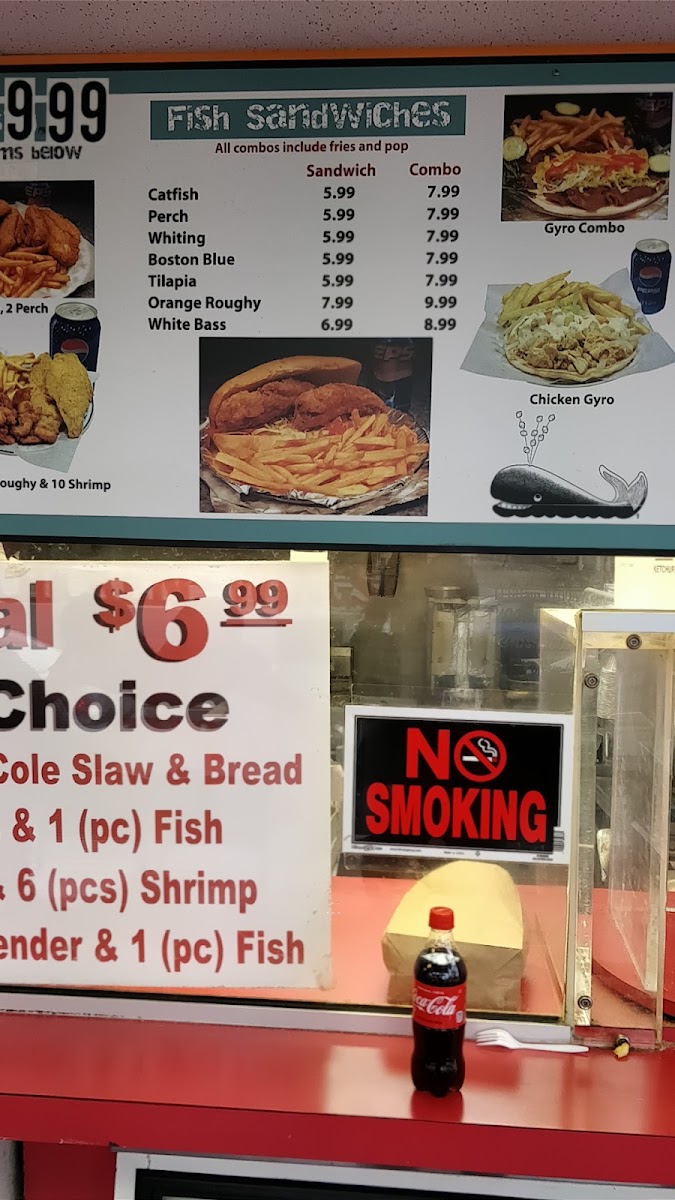 9.99
ms below
Fish Sandwiches
All combos include fries and pop
Sandwich Combo
Catfish 5.99 7.99
Perch 5.99 7.99
Whiting 5.99 7.99
Boston Blue 5.99 7.99
Tilapia 5.99 7.99
Orange Roughy 7.99 9.99
White Bass 6.99 8.99
, 2 Perch
oughy & 10 Shrimp
Gyro Combo
PEPSI
Chicken Gyro
al $6.99
Choice
Cole Slaw & Bread
& 1 (pc) Fish
& 6 (pcs) Shrimp
ender & 1 (pc) Fish
KETCHUP
NO
SMOKING
Coca-Cola